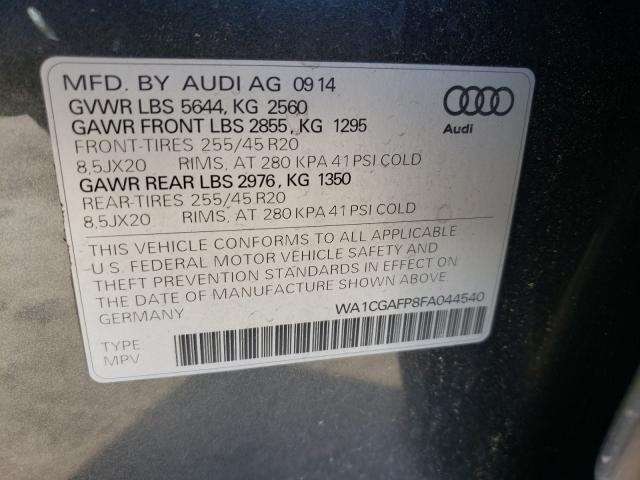 MFD. BY AUDI AG 09 14
GVWR LBS 5644, KG 2560
GAWR FRONT LBS 2855, KG 1295
FRONT-TIRES 255/45 R20
8,5JX20 RIMS, AT 280 KPA 41 PSI COLD
GAWR REAR LBS 2976, KG 1350
REAR-TIRES 255/45 R20
8,5JX20 RIMS, AT 280 KPA 41 PSI COLD
Audi
THIS VEHICLE CONFORMS TO ALL APPLICABLE
U.S. FEDERAL MOTOR VEHICLE SAFETY AND
THEFT PREVENTION STANDARDS IN EFFECT ON
THE DATE OF MANUFACTURE SHOWN ABOVE
GERMANY WA1CGAFP8FA044540
TYPE
MPV